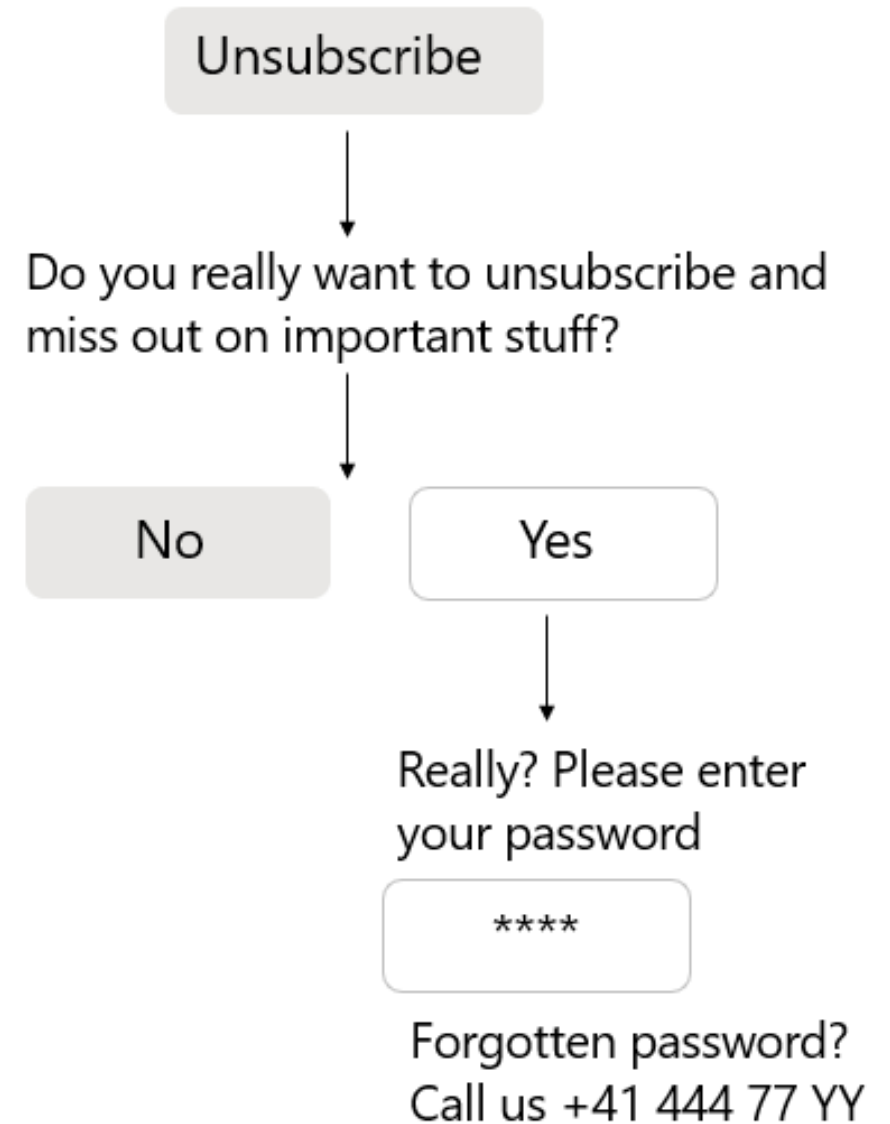 Unsubscribe
Do you really want to unsubscribe and
miss out on important stuff?
No
Yes
Really? Please enter
your password
****
Forgotten password?
Call us +41 444 77 YY